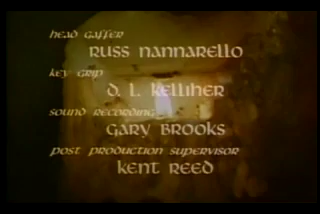 head gaffer
Russ Nannarello
key grip
D. L. Kelliher
sound recording
Gary Brooks
post production supervisor
Kent Reed